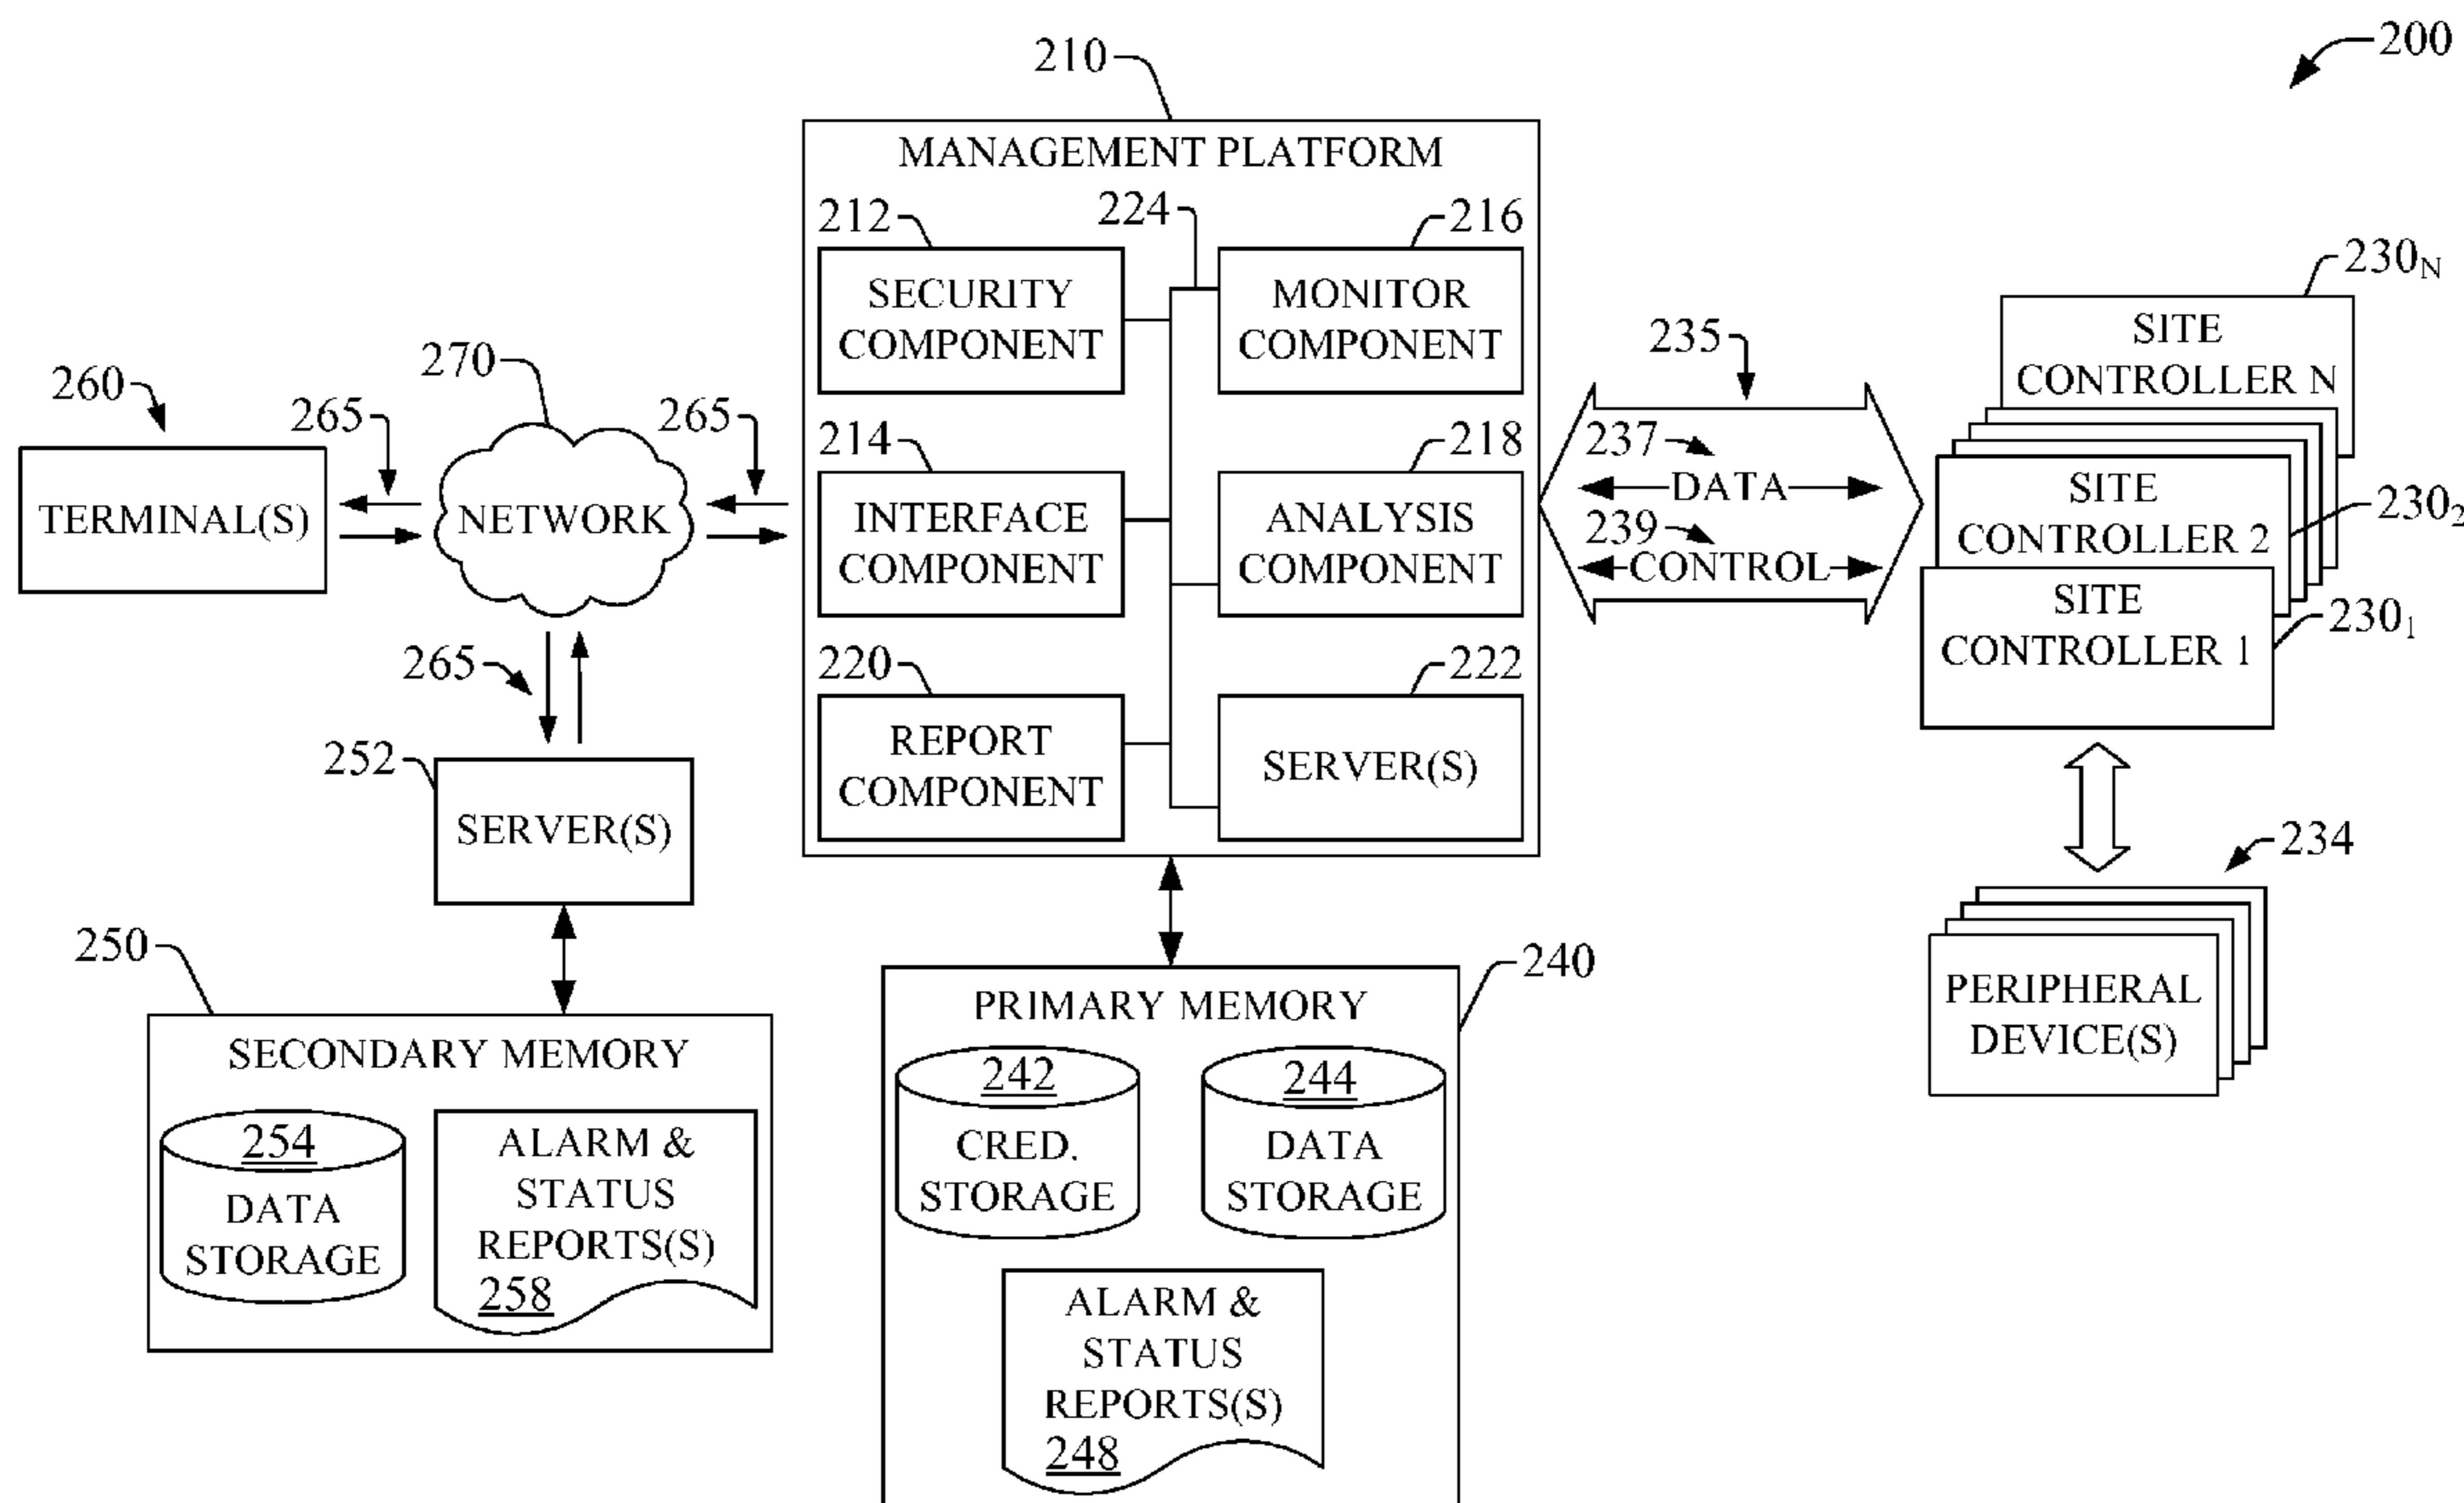 200
210
MANAGEMENT PLATFORM
212
224
216
SECURITY
COMPONENT
MONITOR
COMPONENT
214
218
INTERFACE
COMPONENT
ANALYSIS
COMPONENT
220
222
REPORT
COMPONENT
SERVER(S)
260
265
270
265
TERMINAL(S)
NETWORK
265
252
SERVER(S)
235
237
DATA
239
CONTROL
230N
SITE
CONTROLLER N
SITE
CONTROLLER 2
2302
SITE
CONTROLLER 1
2301
234
PERIPHERAL
DEVICE(S)
250
SECONDARY MEMORY
254
DATA
STORAGE
ALARM &
STATUS
REPORTS(S)
258
240
PRIMARY MEMORY
242
CRED.
STORAGE
244
DATA
STORAGE
ALARM &
STATUS
REPORTS(S)
248